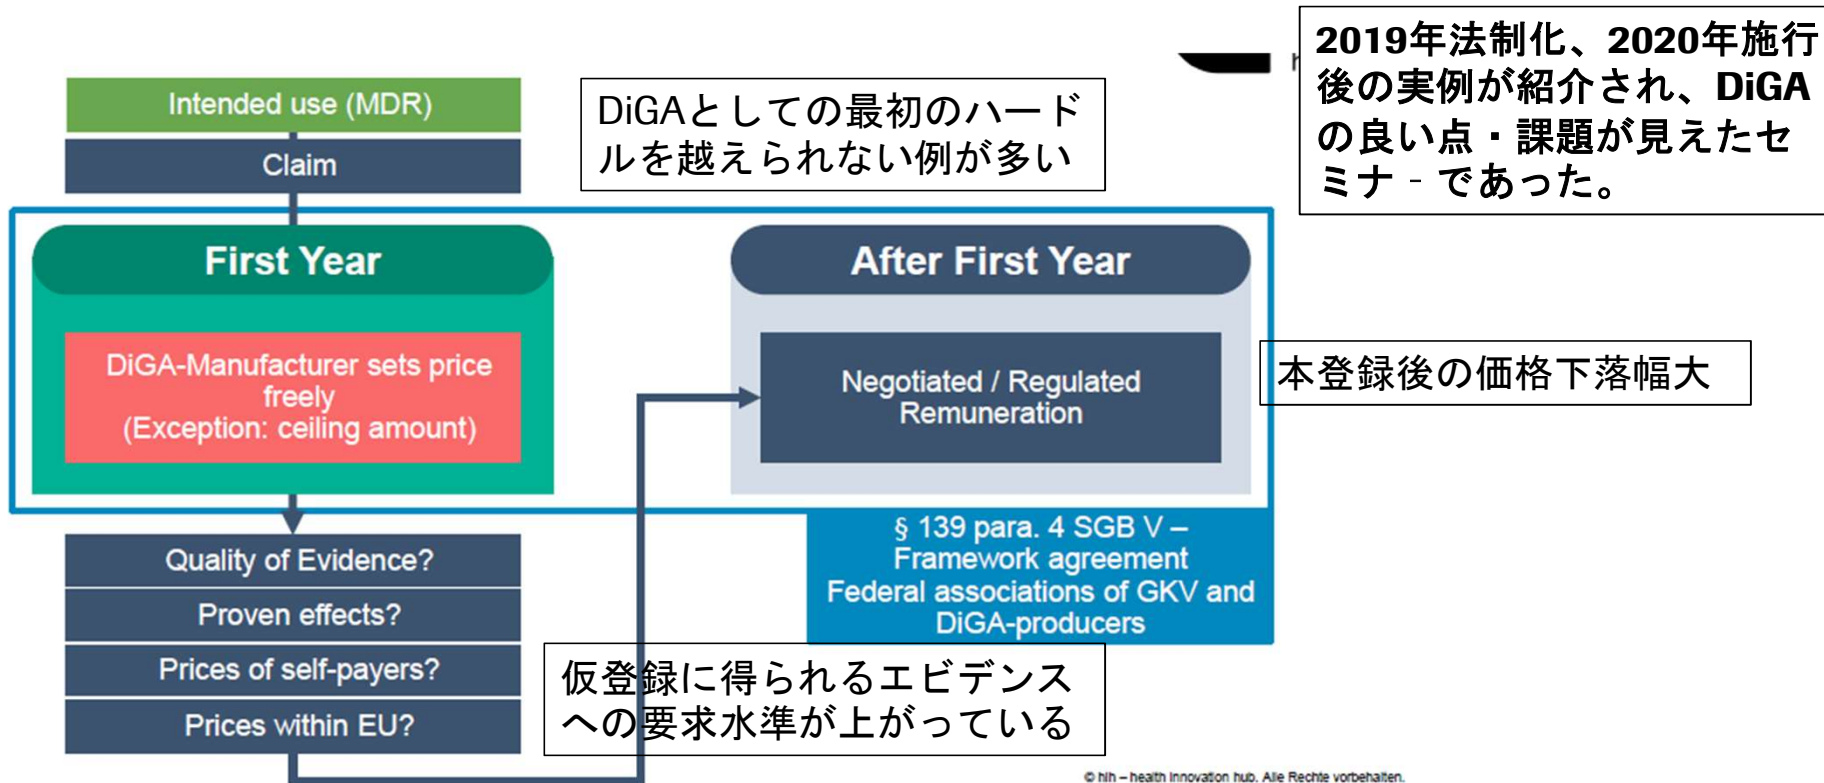 2019年法制化、2020年施行
後の実例が紹介され、DiGA
の良い点・課題が見えたセ
ミナ‐であった。
Intended use (MDR)
Claim
DiGAとしての最初のハード
ルを越えられない例が多い
First Year
DiGA-Manufacturer sets price
freely
(Exception: ceiling amount)
After First Year
Negotiated / Regulated
Remuneration
本登録後の価格下落幅大
§ 139 para. 4 SGB V –
Framework agreement
Federal associations of GKV and
DiGA-producers
Quality of Evidence?
Proven effects?
Prices of self-payers?
Prices within EU?
仮登録に得られるエビデンス
への要求水準が上がっている
© hih – health innovation hub. Alle Rechte vorbehalten.